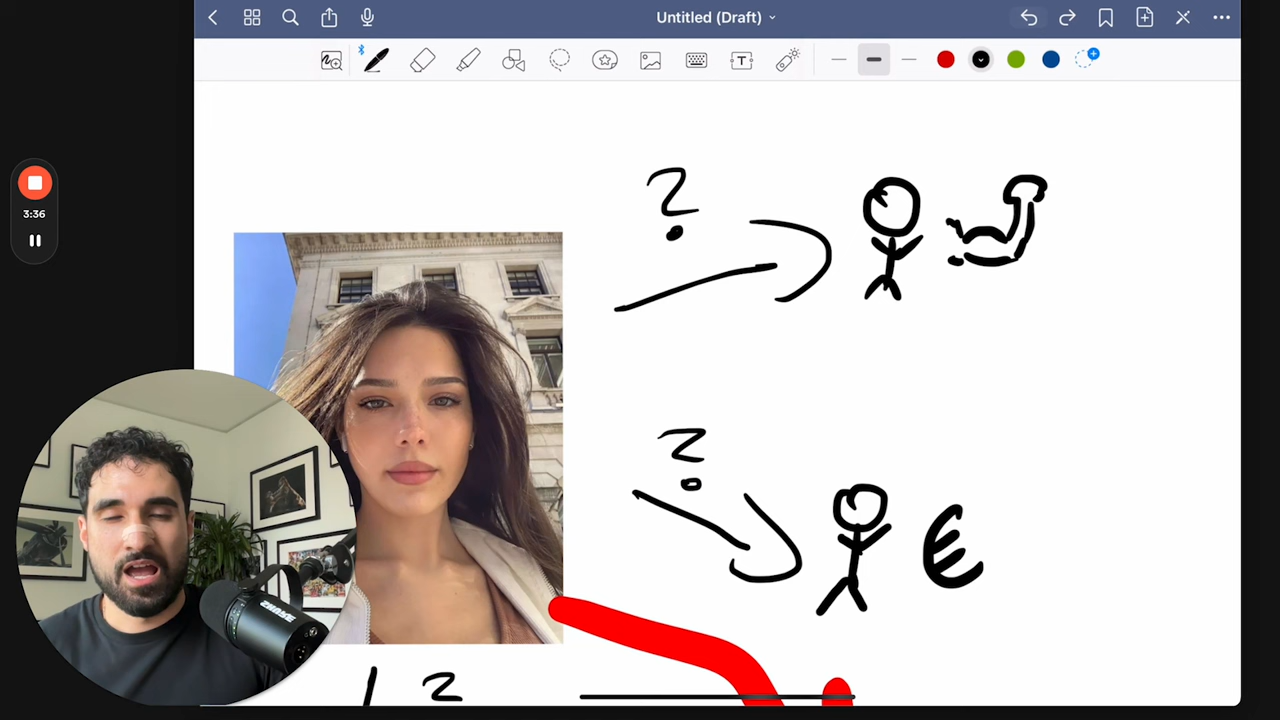 Untitled (Draft)
3:36
T
?
?
€
1 2
SHURE